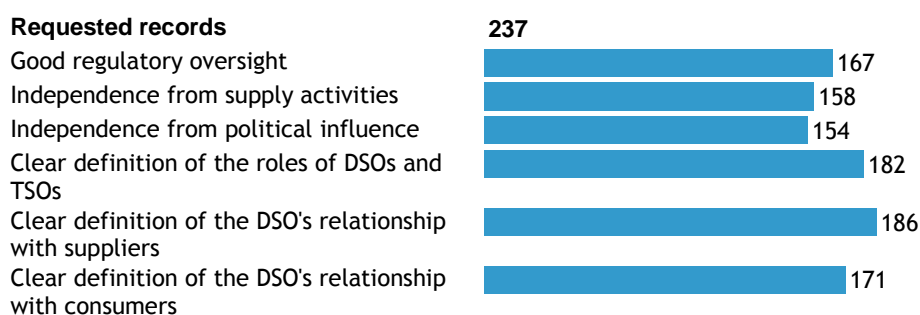 Requested records 237
Good regulatory oversight 167
Independence from supply activities 158
Independence from political influence 154
Clear definition of the roles of DSOs and
TSOs 182
Clear definition of the DSO's relationship
with suppliers 186
Clear definition of the DSO's relationship
with consumers 171